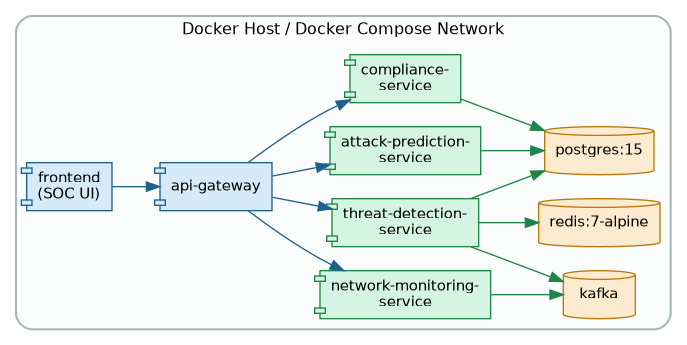 Docker Host / Docker Compose Network
frontend
(SOC UI)
api-gateway
compliance-
service
attack-prediction-
service
threat-detection-
service
network-monitoring-
service
postgres:15
redis:7-alpine
kafka